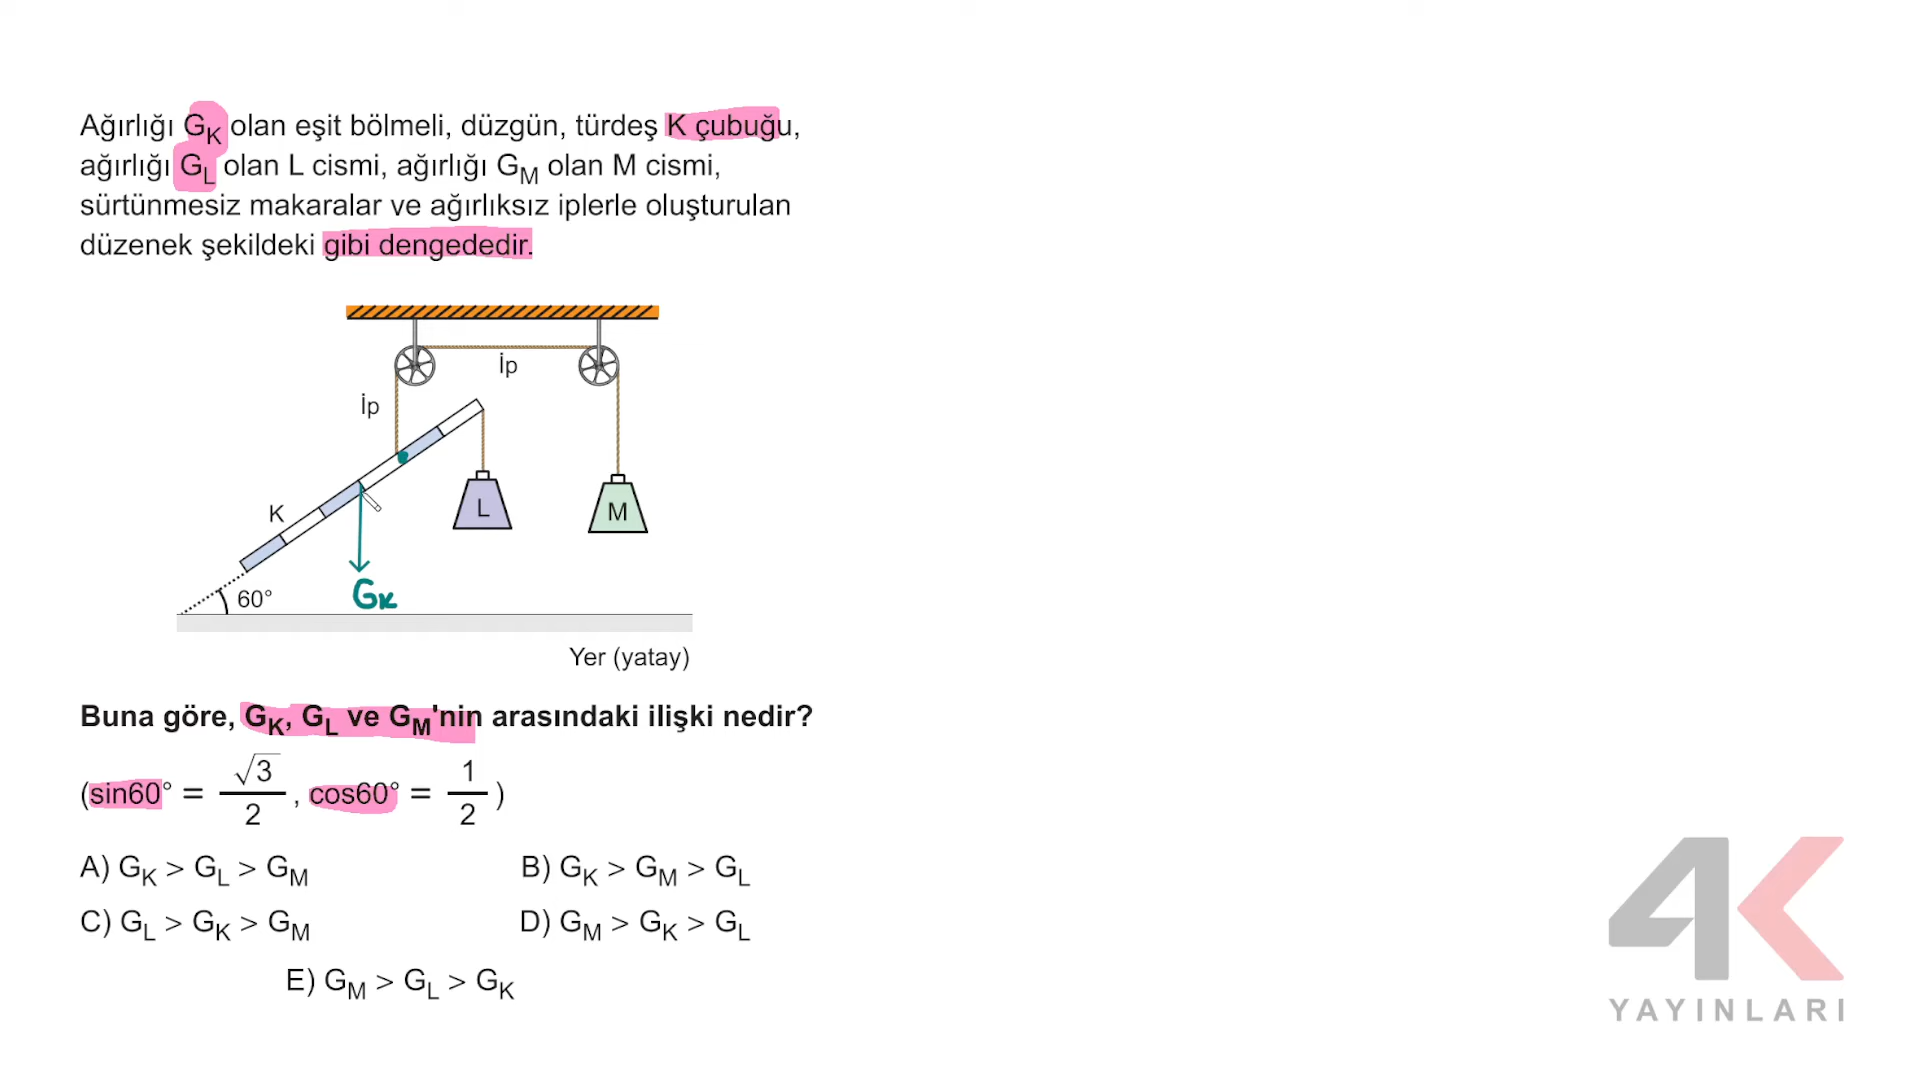 Ağırlığı GK olan eşit bölmeli, düzgün, türdeş K çubuğu,
ağırlığı GL olan L cismi, ağırlığı GM olan M cismi,
sürtünmesiz makaralar ve ağırlıksız iplerle oluşturulan
düzenek şekildeki gibi dengededir.
İp
İp
K
L
M
60°
GK
Yer (yatay)
Buna göre, GK, GL ve GM'nin arasındaki ilişki nedir?
(sin60° = √3/2, cos60° = 1/2)
A) GK > GL > GM
B) GK > GM > GL
C) GL > GK > GM
D) GM > GK > GL
E) GM > GL > GK
4K
YAYINLARI